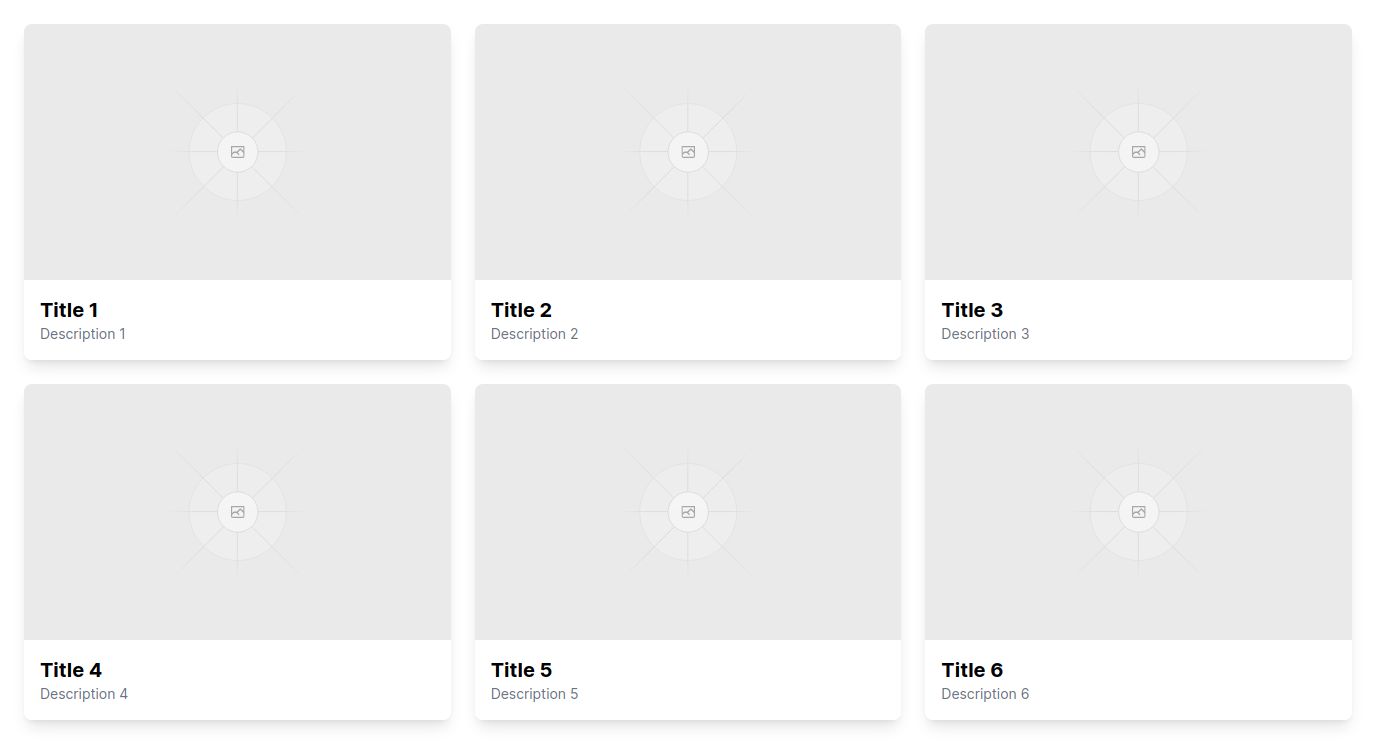 Title 1
Description 1
Title 2
Description 2
Title 3
Description 3
Title 4
Description 4
Title 5
Description 5
Title 6
Description 6